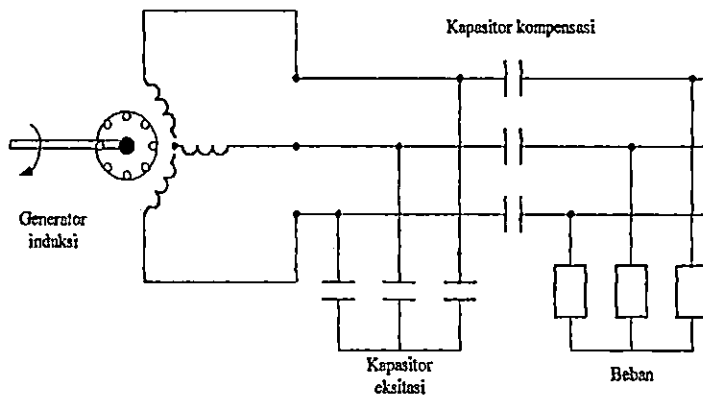 Kapasitor kompensasi
Generator
induksi
Kapasitor
eksitasi
Beban